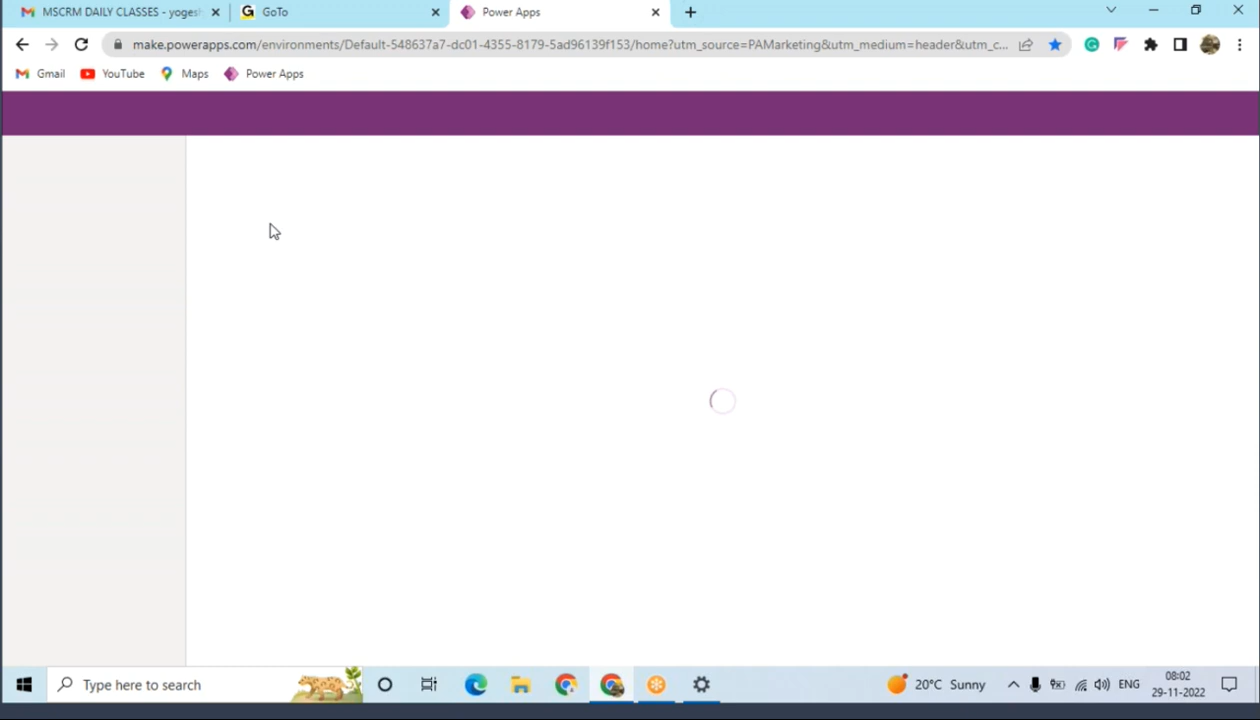 MSCRM DAILY CLASSES - yoges
GoTo
Power Apps
make.powerapps.com/environments/Default-548637a7-dc01-4355-8179-5ad96139f153/home?utm_source=PAMarketing&utm_medium=header&utm_c...
Gmail
YouTube
Maps
Power Apps
Type here to search
20°C Sunny
ENG
08:02
29-11-2022